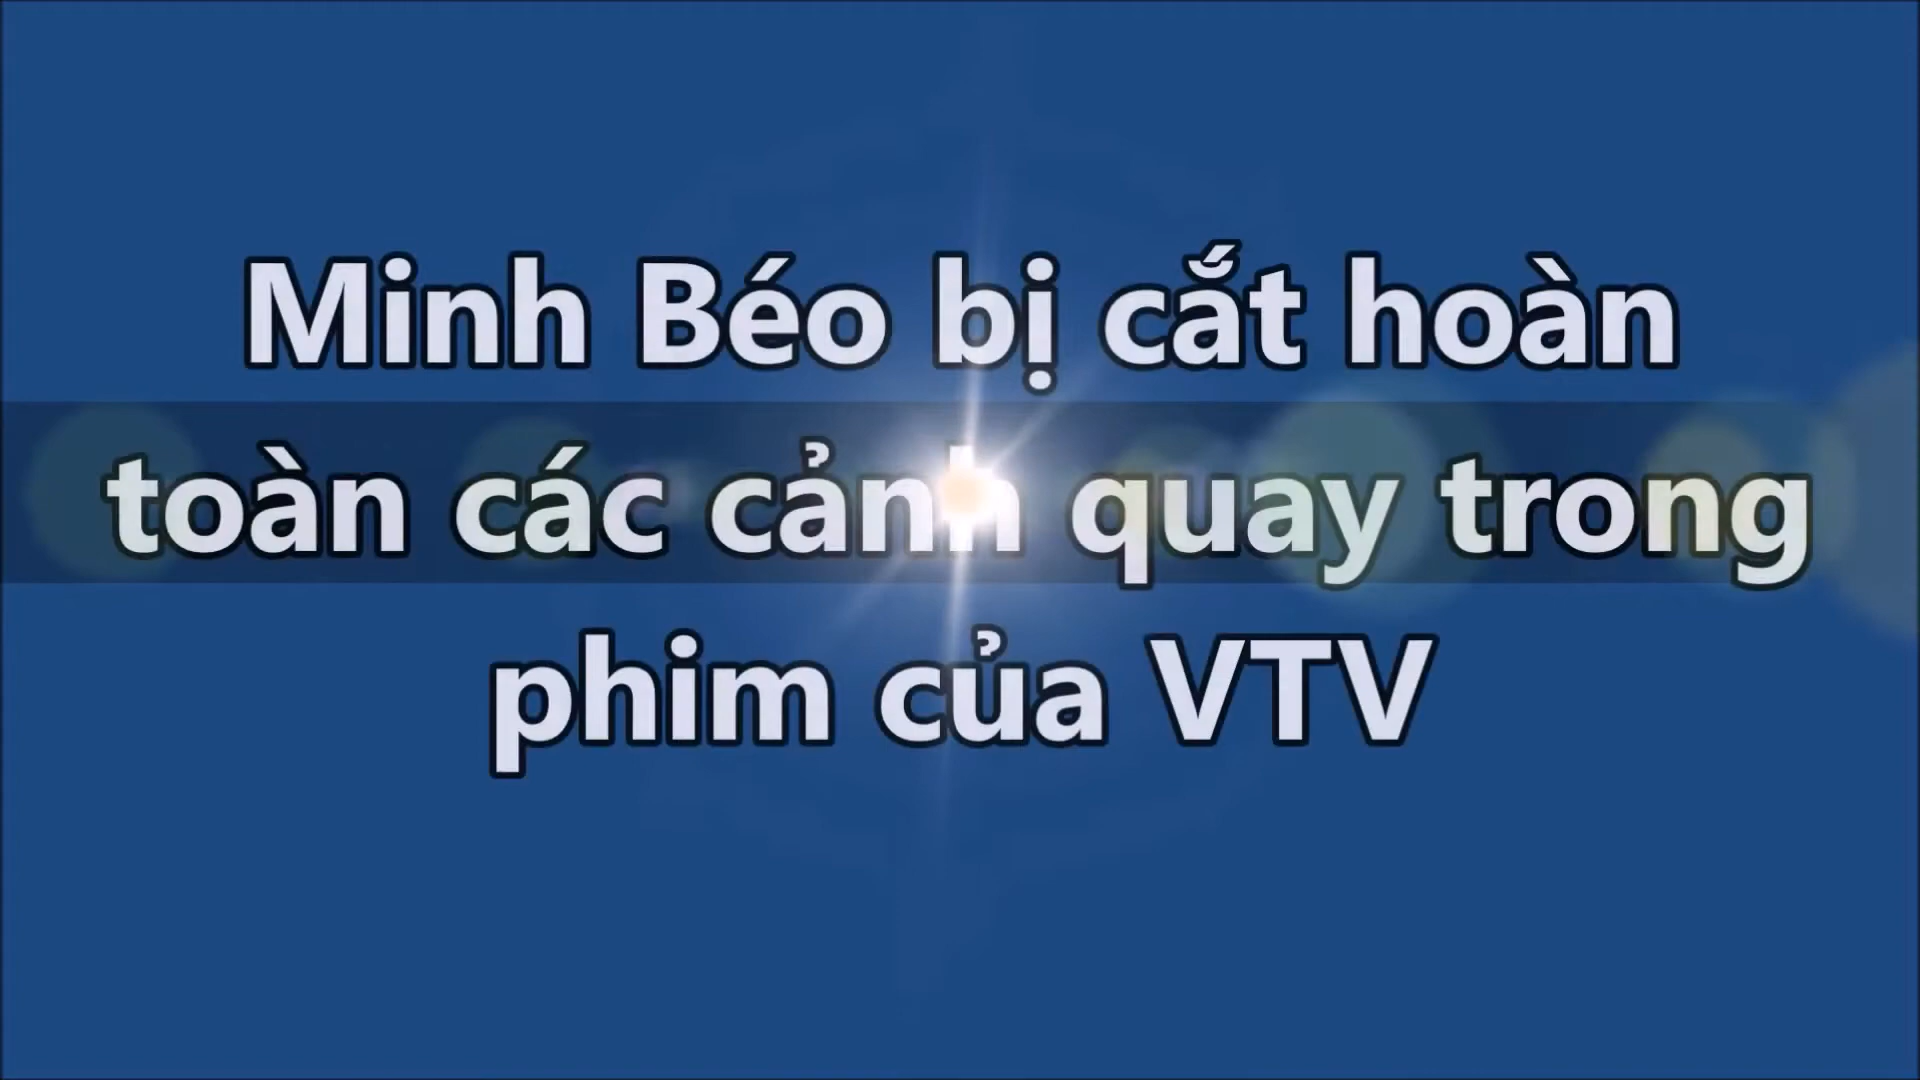 Minh Béo bị cắt hoàn
toàn các cảnh quay trong
phim của VTV